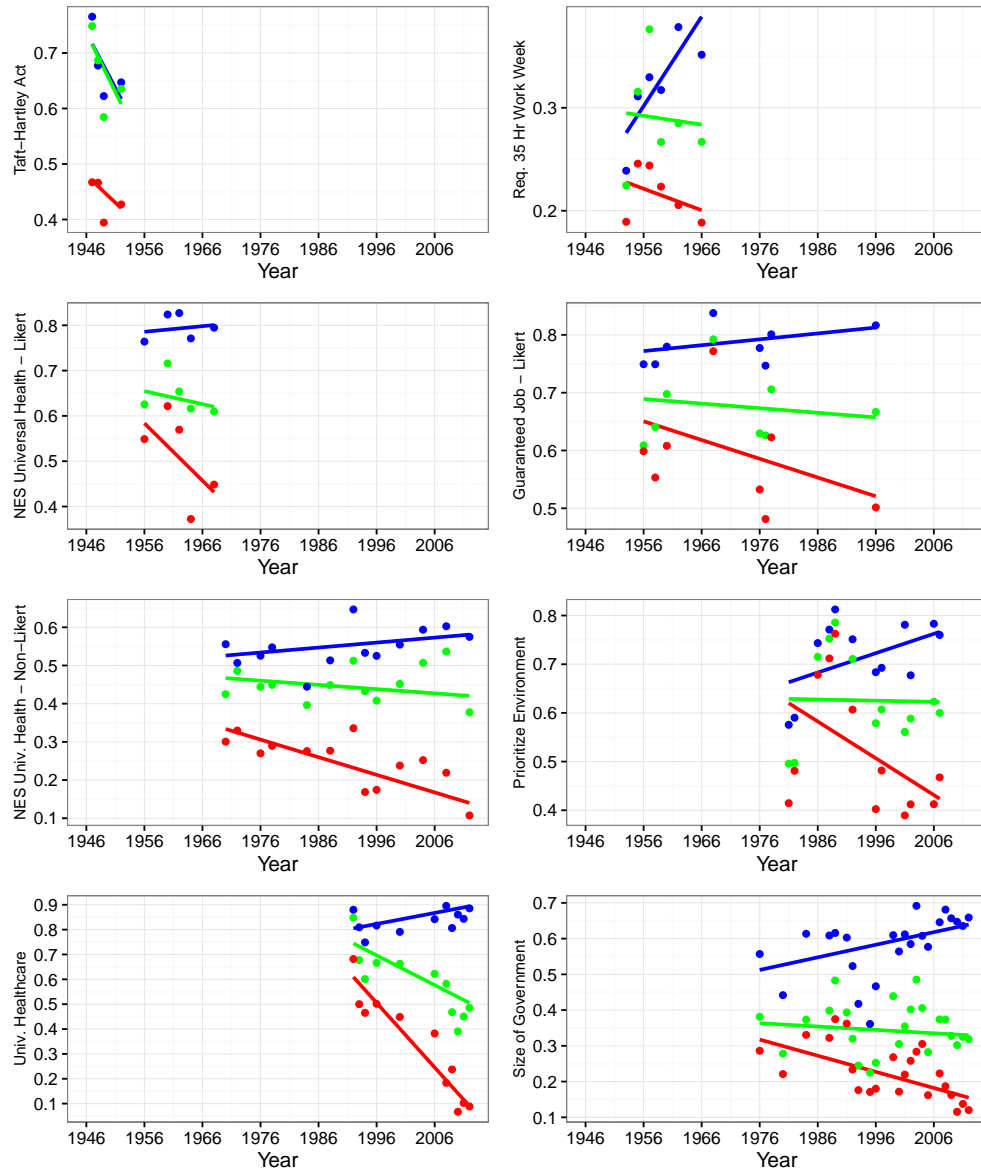 Taft−Hartley Act
0.7
0.6
0.5
0.4
1946 1956 1966 1976 1986 1996 2006
Year
Req. 35 Hr Work Week
0.3
0.2
1946 1956 1966 1976 1986 1996 2006
Year
NES Universal Health − Likert
0.8
0.7
0.6
0.5
0.4
1946 1956 1966 1976 1986 1996 2006
Year
Guaranteed Job − Likert
0.8
0.7
0.6
0.5
1946 1956 1966 1976 1986 1996 2006
Year
NES Univ. Health − Non−Likert
0.6
0.5
0.4
0.3
0.2
0.1
1946 1956 1966 1976 1986 1996 2006
Year
Prioritize Environment
0.8
0.7
0.6
0.5
0.4
1946 1956 1966 1976 1986 1996 2006
Year
Univ. Healthcare
0.9
0.8
0.7
0.6
0.5
0.4
0.3
0.2
0.1
1946 1956 1966 1976 1986 1996 2006
Year
Size of Government
0.7
0.6
0.5
0.4
0.3
0.2
0.1
1946 1956 1966 1976 1986 1996 2006
Year